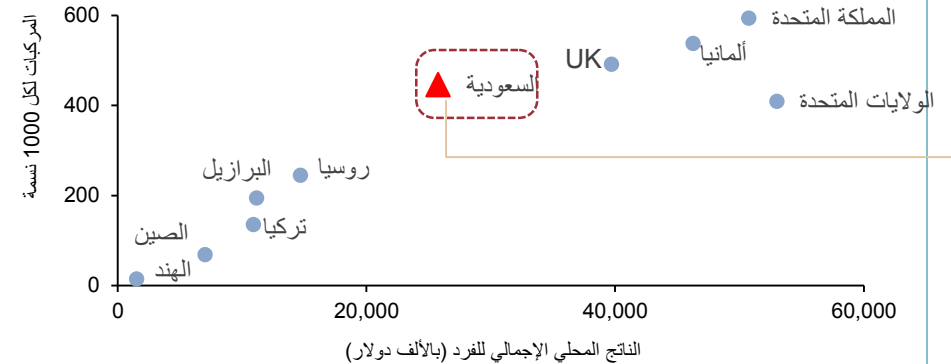 المركبات لكل 1000 نسمة
600
400
200
0
المملكة المتحدة
ألمانيا
UK
الولايات المتحدة
السعودية
روسيا
البرازيل
تركيا
الصين
الهند
0
20,000
40,000
60,000
الناتج المحلي الإجمالي للفرد (بالألف دولار)